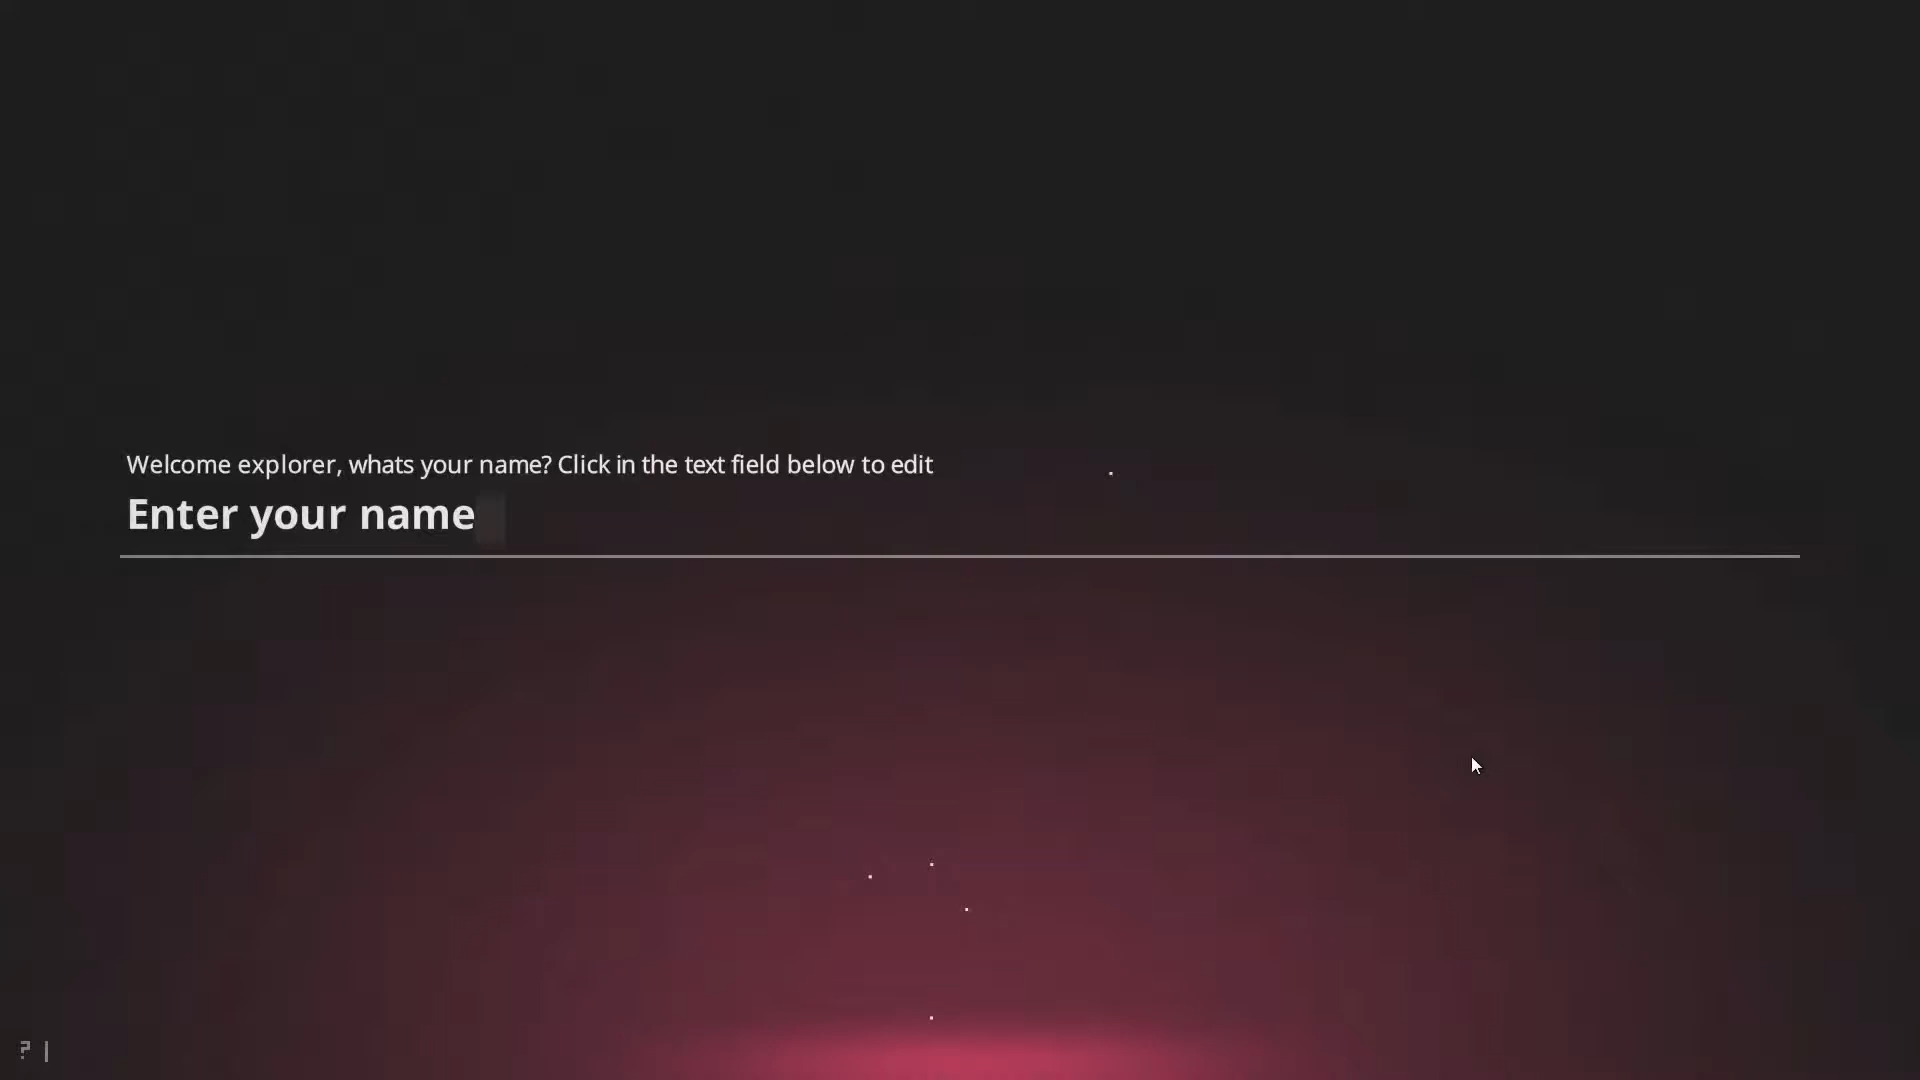 Welcome explorer, whats your name? Click in the text field below to edit
Enter your name
? |